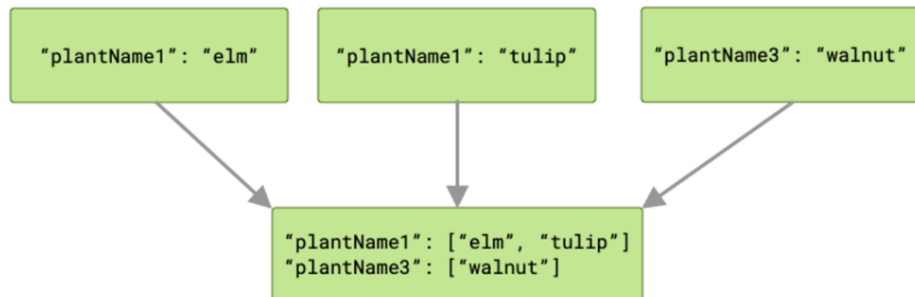 “plantName1”: “elm”
“plantName1”: “tulip”
“plantName3”: “walnut”
“plantName1”: [“elm”, “tulip”]
“plantName3”: [“walnut”]